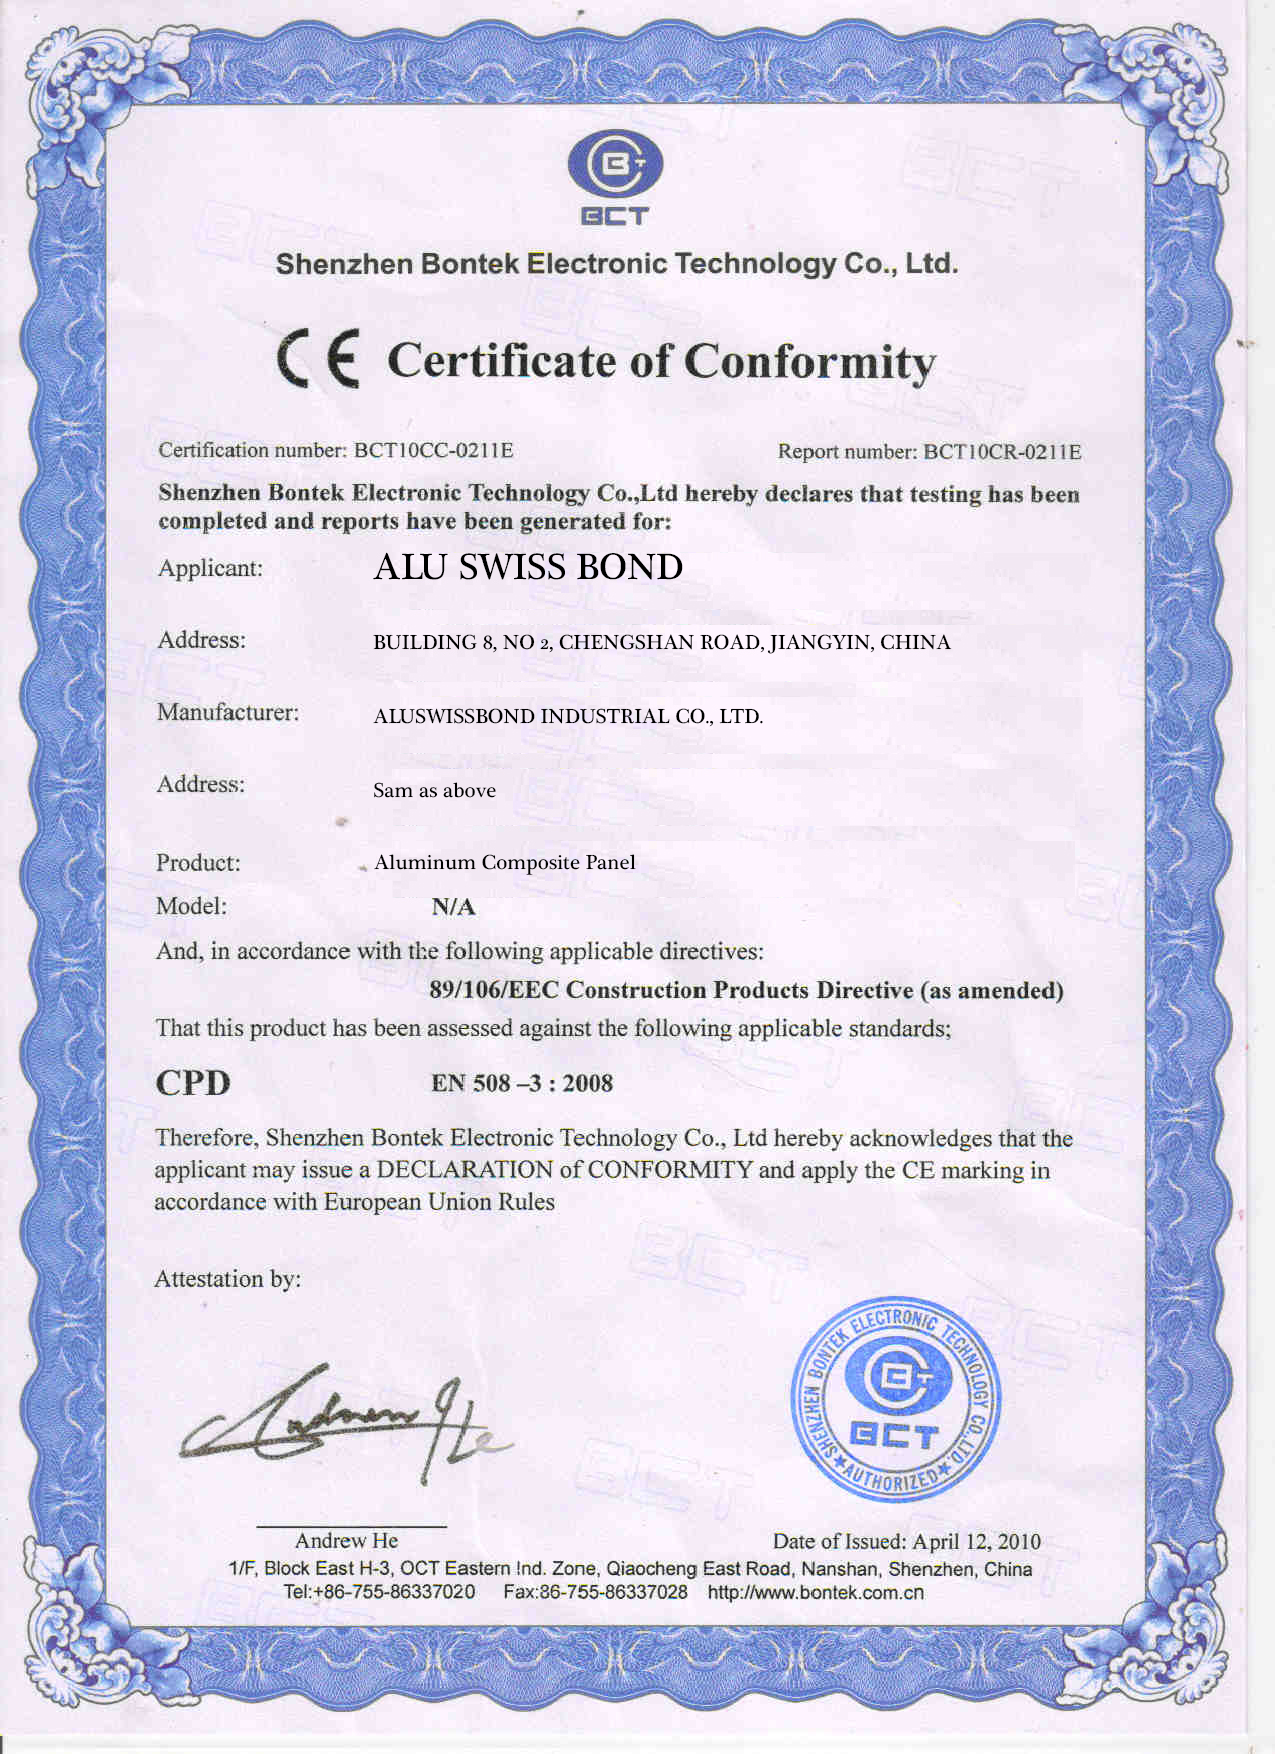 BCT
Shenzhen Bontek Electronic Technology Co., Ltd.
CE Certificate of Conformity
Certification number: BCT10CC-0211E Report number: BCT10CR-0211E
Shenzhen Bontek Electronic Technology Co.,Ltd hereby declares that testing has been
completed and reports have been generated for:
Applicant: ALU SWISS BOND
Address: BUILDING 8, NO 2, CHENGSHAN ROAD, JIANGYIN, CHINA
Manufacturer: ALUSWISSBOND INDUSTRIAL CO., LTD.
Address: Sam as above
Product: Aluminum Composite Panel
Model: N/A
And, in accordance with the following applicable directives:
89/106/EEC Construction Products Directive (as amended)
That this product has been assessed against the following applicable standards;
CPD EN 508 –3 : 2008
Therefore, Shenzhen Bontek Electronic Technology Co., Ltd hereby acknowledges that the
applicant may issue a DECLARATION of CONFORMITY and apply the CE marking in
accordance with European Union Rules
Attestation by:
SHENZHEN BONTEK ELECTRONIC TECHNOLOGY CO.,LTD.
BCT
★AUTHORIZED★
Andrew He
Andrew He Date of Issued: April 12, 2010
1/F, Block East H-3, OCT Eastern Ind. Zone, Qiaocheng East Road, Nanshan, Shenzhen, China
Tel:+86-755-86337020 Fax:86-755-86337028 http://www.bontek.com.cn